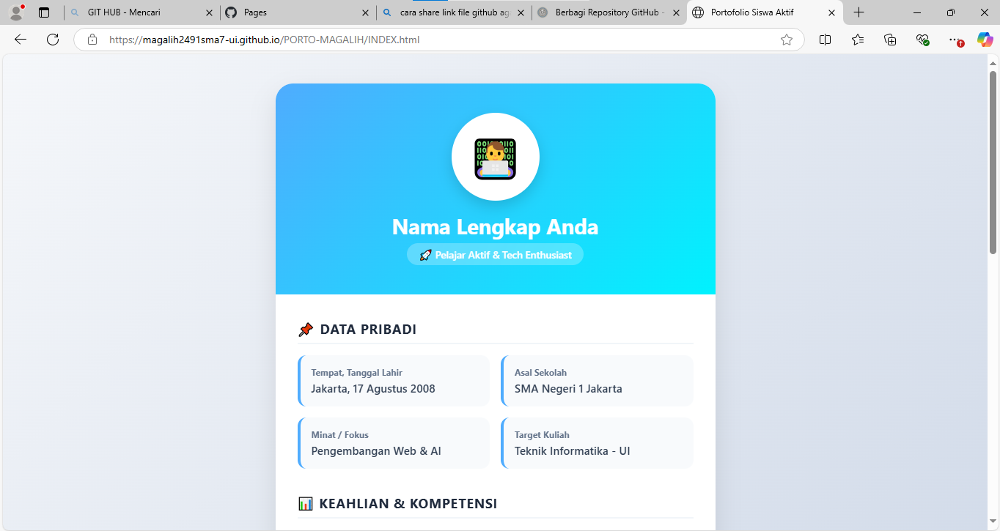 GIT HUB - Mencari
Pages
cara share link file github ag
Berbagi Repository GitHub -
Portofolio Siswa Aktif
https://magalih2491sma7-ui.github.io/PORTO-MAGALIH/INDEX.html
Nama Lengkap Anda
🚀 Pelajar Aktif & Tech Enthusiast
📌 DATA PRIBADI
Tempat, Tanggal Lahir
Jakarta, 17 Agustus 2008
Asal Sekolah
SMA Negeri 1 Jakarta
Minat / Fokus
Pengembangan Web & AI
Target Kuliah
Teknik Informatika - UI
📊 KEAHLIAN & KOMPETENSI